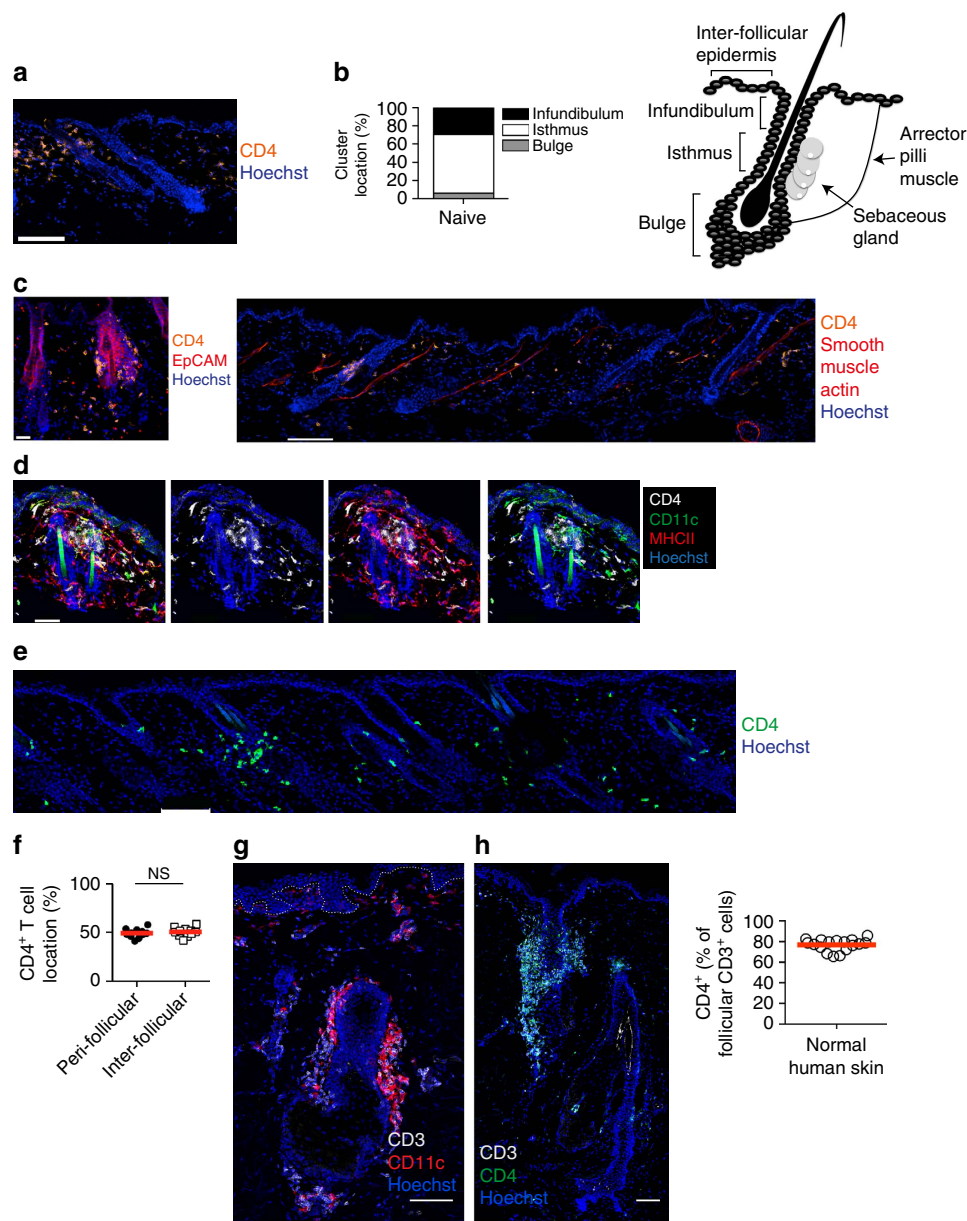 a
CD4
Hoechst
b
100
80
60
40
20
0
Cluster
location (%)
Naive
Infundibulum
Isthmus
Bulge
Inter-follicular
epidermis
Infundibulum
Isthmus
Bulge
Arrector
pilli
muscle
Sebaceous
gland
c
CD4
EpCAM
Hoechst
CD4
Smooth
muscle
actin
Hoechst
d
CD4
CD11c
MHCII
Hoechst
e
CD4
Hoechst
f
NS
100
50
0
CD4⁺ T cell
location (%)
Peri-follicular
Inter-follicular
g
CD3
CD11c
Hoechst
h
CD3
CD4
Hoechst
100
80
60
40
20
0
CD4⁺ (% of
follicular CD3⁺ cells)
Normal
human skin